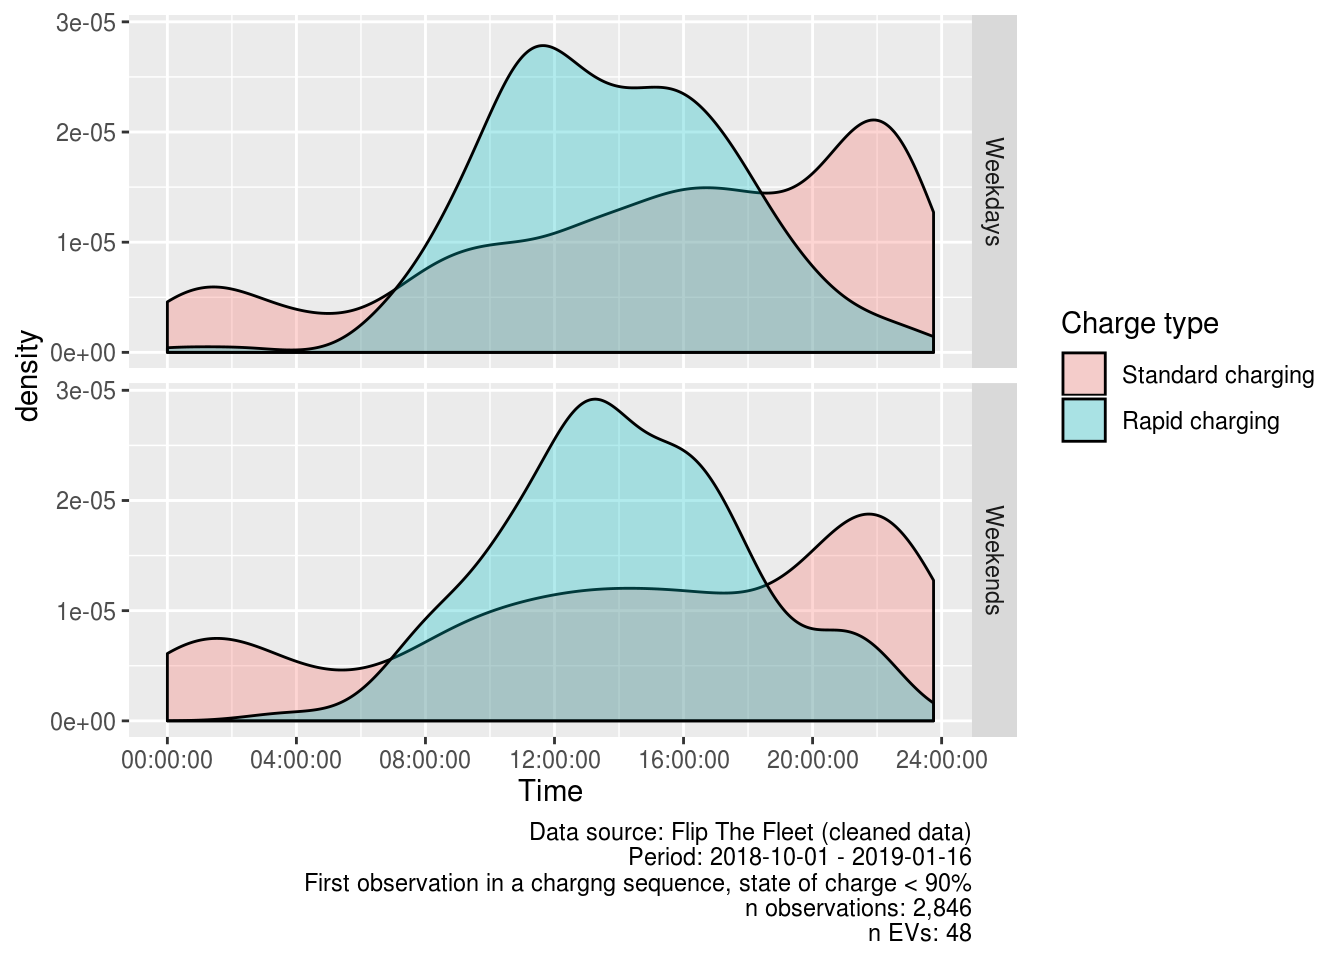 3e-05
2e-05
1e-05
0e+00
Weekdays
3e-05
2e-05
1e-05
0e+00
Weekends
density
00:00:00 04:00:00 08:00:00 12:00:00 16:00:00 20:00:00 24:00:00
Time
Charge type
Standard charging
Rapid charging
Data source: Flip The Fleet (cleaned data)
Period: 2018-10-01 - 2019-01-16
First observation in a chargng sequence, state of charge < 90%
n observations: 2,846
n EVs: 48